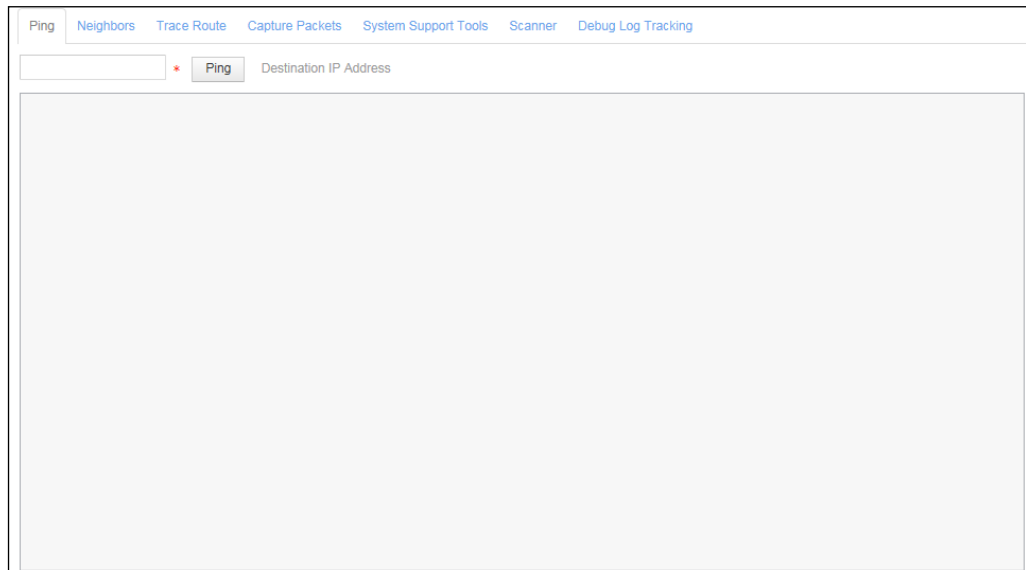 Ping Neighbors Trace Route Capture Packets System Support Tools Scanner Debug Log Tracking
* Ping Destination IP Address